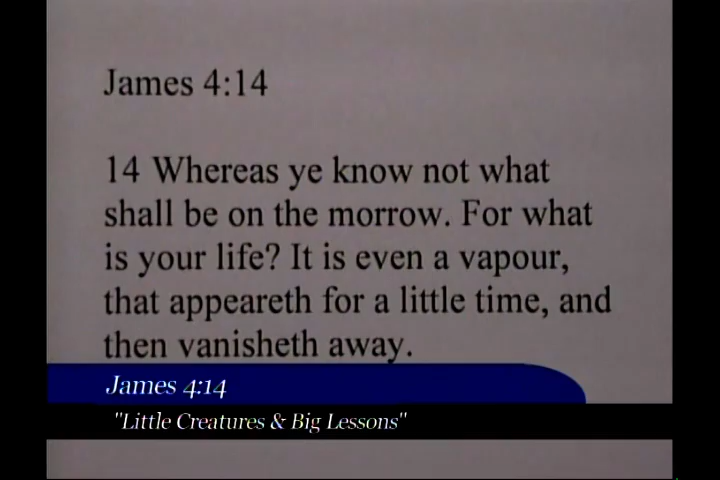 James 4:14
14 Whereas ye know not what
shall be on the morrow. For what
is your life? It is even a vapour,
that appeareth for a little time, and
then vanisheth away.
James 4:14
"Little Creatures & Big Lessons"